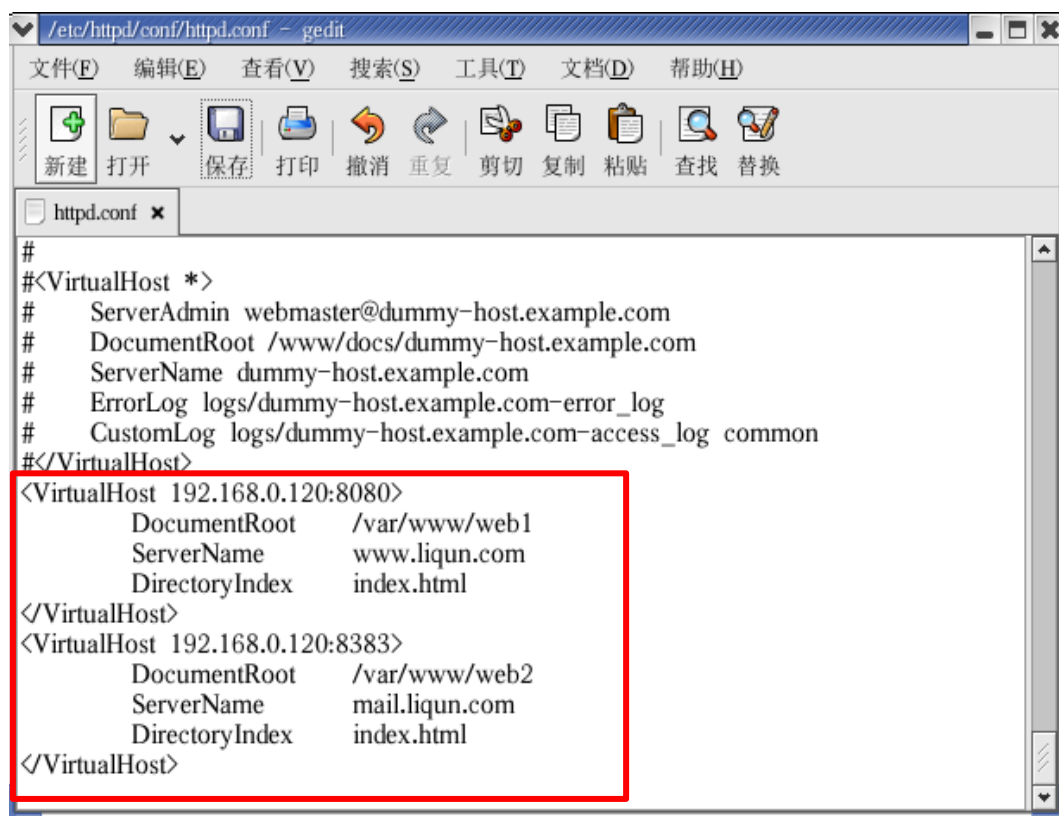 /etc/httpd/conf/httpd.conf - gedit
文件(F) 编辑(E) 查看(V) 搜索(S) 工具(T) 文档(D) 帮助(H)
新建 打开 保存 打印 撤消 重复 剪切 复制 粘贴 查找 替换
httpd.conf
#
#<VirtualHost *>
#    ServerAdmin webmaster@dummy-host.example.com
#    DocumentRoot /www/docs/dummy-host.example.com
#    ServerName dummy-host.example.com
#    ErrorLog logs/dummy-host.example.com-error_log
#    CustomLog logs/dummy-host.example.com-access_log common
#</VirtualHost>
<VirtualHost 192.168.0.120:8080>
        DocumentRoot    /var/www/web1
        ServerName      www.liqun.com
        DirectoryIndex  index.html
</VirtualHost>
<VirtualHost 192.168.0.120:8383>
        DocumentRoot    /var/www/web2
        ServerName      mail.liqun.com
        DirectoryIndex  index.html
</VirtualHost>